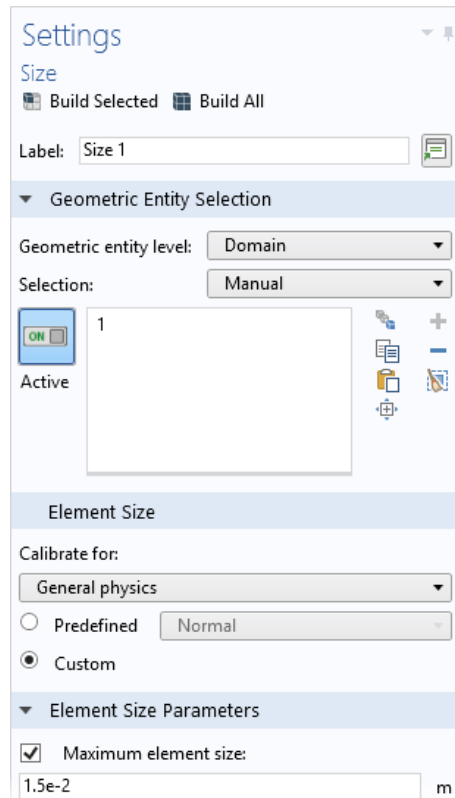 Settings
Size
Build Selected Build All
Label: Size 1
Geometric Entity Selection
Geometric entity level: Domain
Selection: Manual
ON
1
Active
Element Size
Calibrate for:
General physics
Predefined Normal
Custom
Element Size Parameters
Maximum element size:
1.5e-2 m